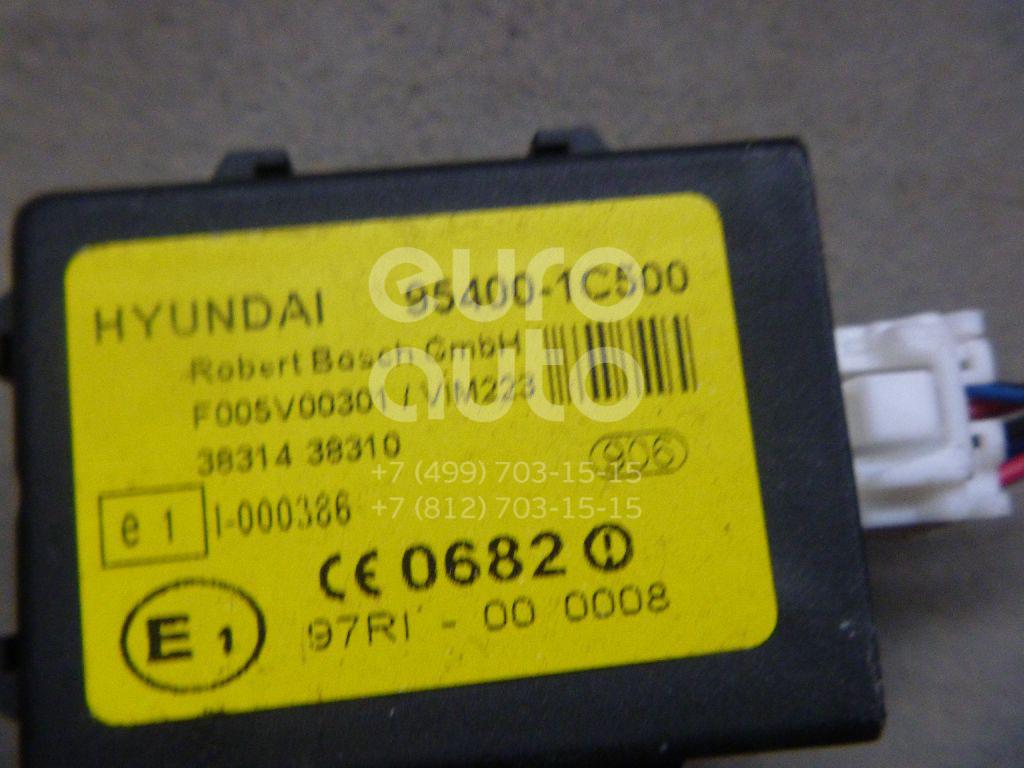 HYUNDAI 95400-1C500
Robert Bosch GmbH
F005V00301 / VIM223
38314 38310 906
e 1 I-000386
CE 0682 !
E 1 97RI - 00 0008
euro
auto
+7 (499) 703-15-15
+7 (812) 703-15-15